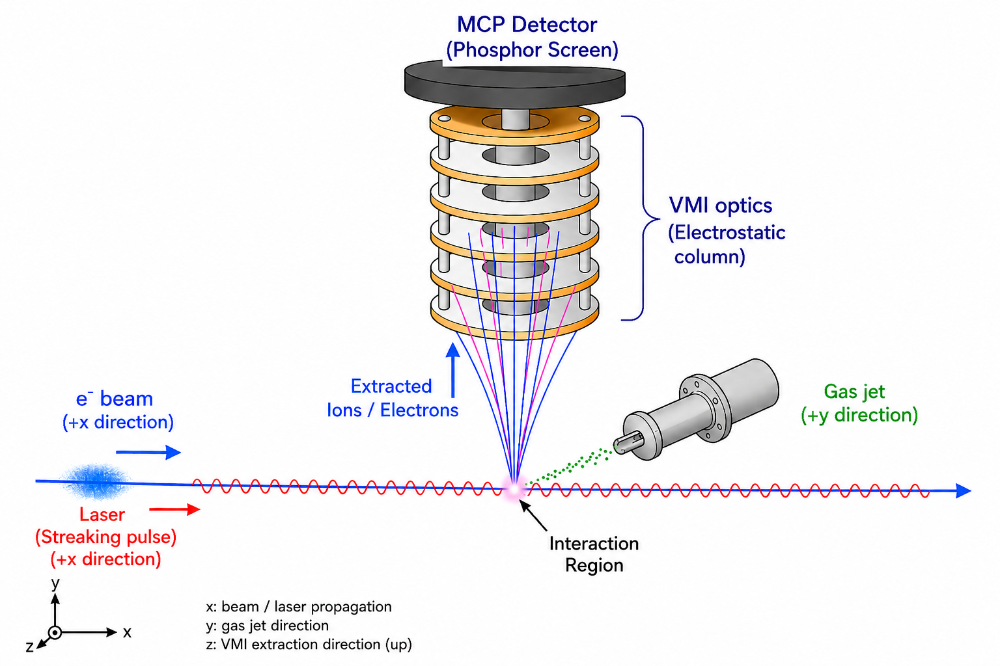 MCP Detector
(Phosphor Screen)
VMI optics
(Electrostatic
column)
Extracted
Ions / Electrons
Gas jet
(+y direction)
e⁻ beam
(+x direction)
Laser
(Streaking pulse)
(+x direction)
Interaction
Region
y
x
z
x: beam / laser propagation
y: gas jet direction
z: VMI extraction direction (up)